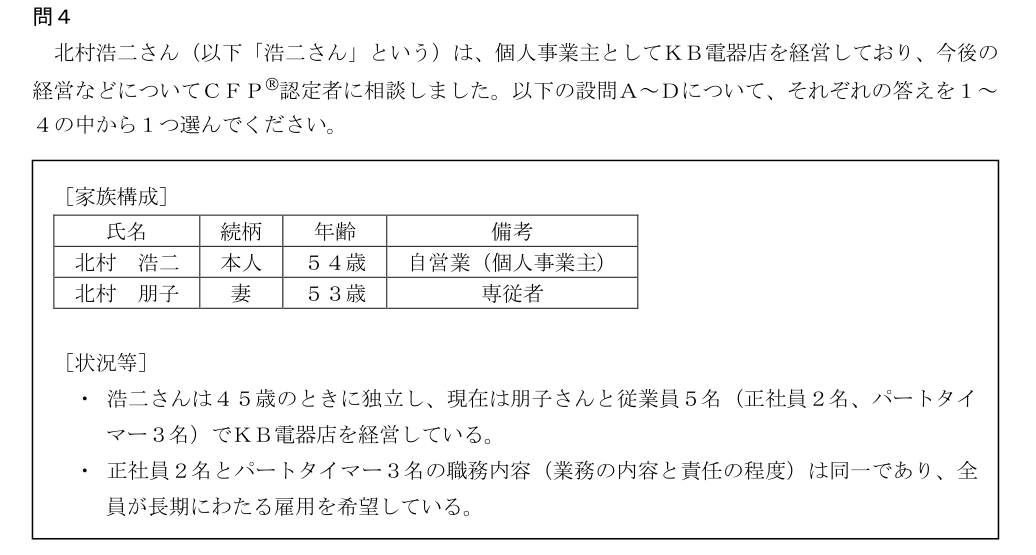 問４
北村浩二さん（以下「浩二さん」という）は、個人事業主としてＫＢ電器店を経営しており、今後の
経営などについてＣＦＰ®認定者に相談しました。以下の設問Ａ～Ｄについて、それぞれの答えを１～
４の中から１つ選んでください。
［家族構成］
氏名 続柄 年齢 備考
北村　浩二 本人 ５４歳 自営業（個人事業主）
北村　朋子 妻 ５３歳 専従者
［状況等］
・ 浩二さんは４５歳のときに独立し、現在は朋子さんと従業員５名（正社員２名、パートタイ
マー３名）でＫＢ電器店を経営している。
・ 正社員２名とパートタイマー３名の職務内容（業務の内容と責任の程度）は同一であり、全
員が長期にわたる雇用を希望している。